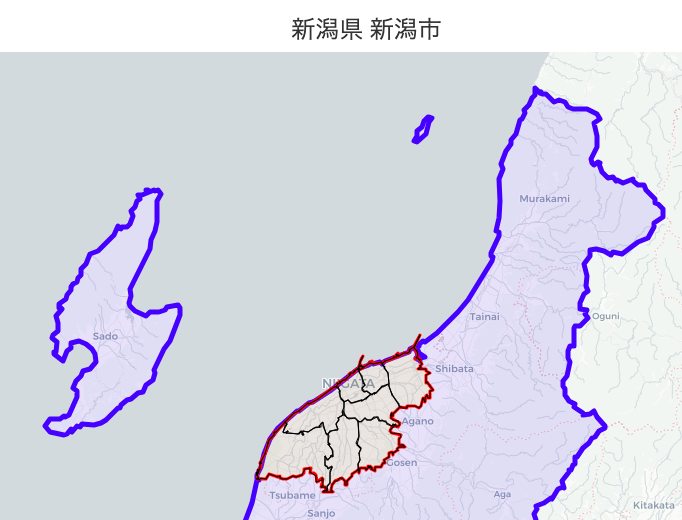 新潟県 新潟市
Murakami
Oguni
Tainai
Sado
Shibata
NIIGATA
Agano
Gosen
Tsubame
Aga
Sanjo
Kitakata